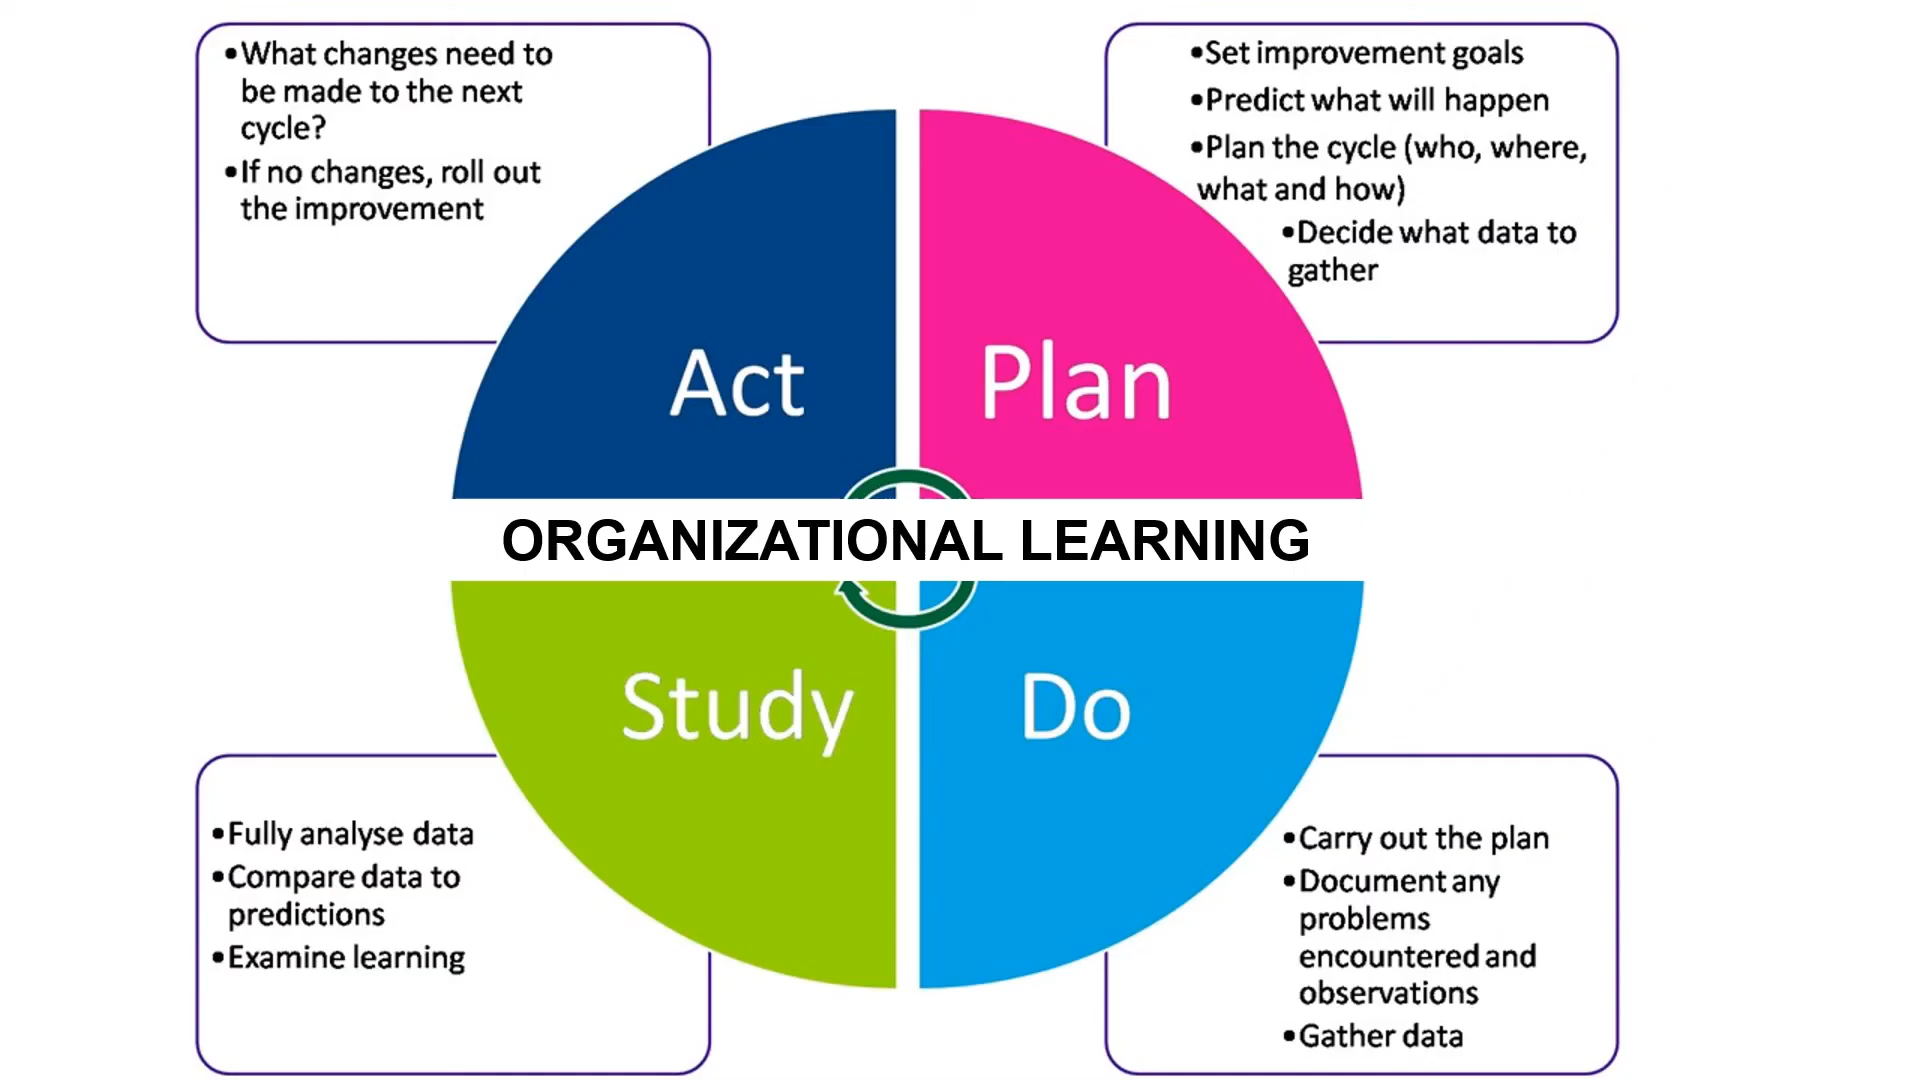 •What changes need to
be made to the next
cycle?
•If no changes, roll out
the improvement
•Set improvement goals
•Predict what will happen
•Plan the cycle (who, where,
what and how)
•Decide what data to
gather
Act
Plan
ORGANIZATIONAL LEARNING
Study
Do
•Fully analyse data
•Compare data to
predictions
•Examine learning
•Carry out the plan
•Document any
problems
encountered and
observations
•Gather data